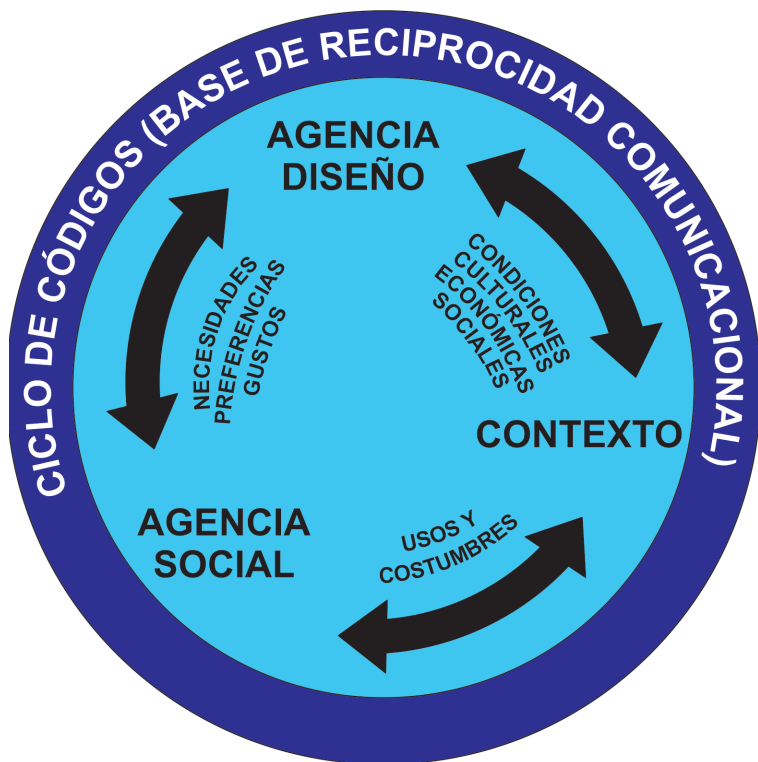 CICLO DE CÓDIGOS (BASE DE RECIPROCIDAD COMUNICACIONAL)
AGENCIA
DISEÑO
NECESIDADES
PREFERENCIAS
GUSTOS
CONDICIONES
CULTURALES
ECONÓMICAS
SOCIALES
CONTEXTO
AGENCIA
SOCIAL
USOS Y
COSTUMBRES